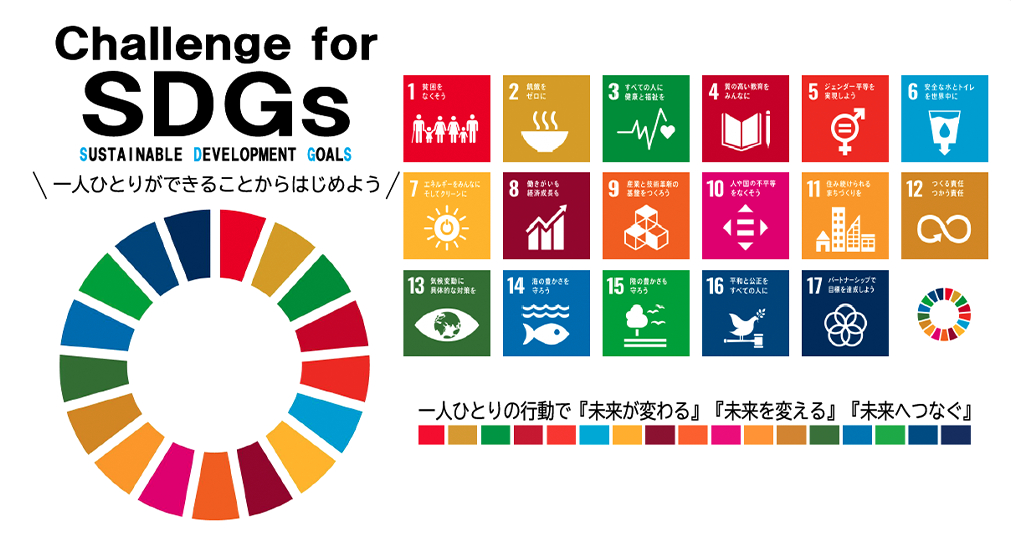 Challenge for
SDGs
SUSTAINABLE DEVELOPMENT GOALS
\ 一人ひとりができることからはじめよう /
1 貧困を
なくそう
2 飢餓を
ゼロに
3 すべての人に
健康と福祉を
4 質の高い教育を
みんなに
5 ジェンダー平等を
実現しよう
6 安全な水とトイレ
を世界中に
7 エネルギーをみんなに
そしてクリーンに
8 働きがいも
経済成長も
9 産業と技術革新の
基盤をつくろう
10 人や国の不平等
をなくそう
11 住み続けられる
まちづくりを
12 つくる責任
つかう責任
13 気候変動に
具体的な対策を
14 海の豊かさを
守ろう
15 陸の豊かさも
守ろう
16 平和と公正を
すべての人に
17 パートナーシップで
目標を達成しよう
一人ひとりの行動で『未来が変わる』『未来を変える』『未来へつなぐ』